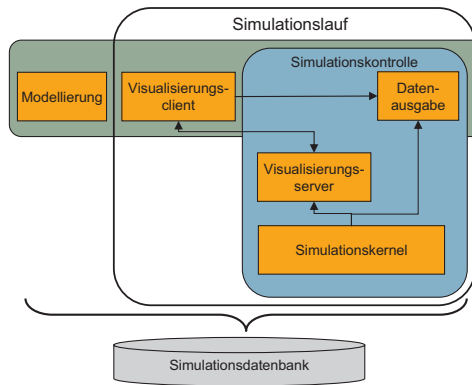 Simulationslauf
Simulationskontrolle
Modellierung
Visualisierungs-
client
Daten-
ausgabe
Visualisierungs-
server
Simulationskernel
Simulationsdatenbank